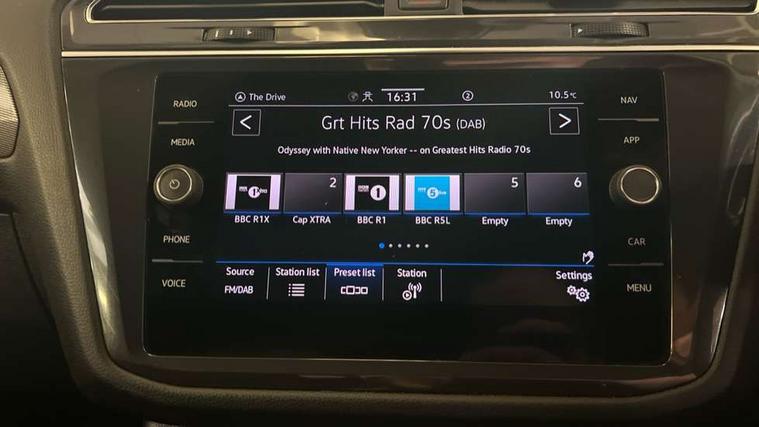 RADIO
MEDIA
PHONE
VOICE
The Drive
16:31
2
10.5°C
< Grt Hits Rad 70s (DAB) >
Odyssey with Native New Yorker -- on Greatest Hits Radio 70s
2
1
5
5
6
BBC R1X
Cap XTRA
BBC R1
BBC R5L
Empty
Empty
Source
Station list
Preset list
Station
Settings
FM/DAB
NAV
APP
CAR
MENU